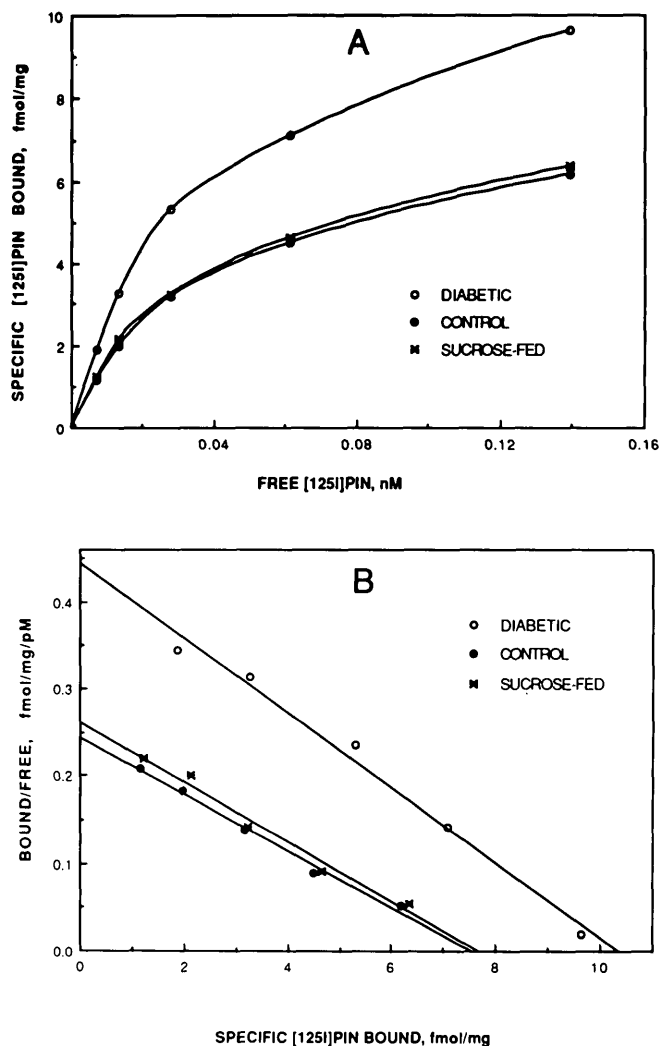 A
10
8
6
4
2
0
SPECIFIC [125I]PIN BOUND, fmol/mg
DIABETIC
CONTROL
SUCROSE-FED
0.04
0.08
0.12
0.16
FREE [125I]PIN, nM
B
0.4
0.3
0.2
0.1
0.0
BOUND/FREE, fmol/mg/pM
DIABETIC
CONTROL
SUCROSE-FED
0
2
4
6
8
10
SPECIFIC [125I]PIN BOUND, fmol/mg